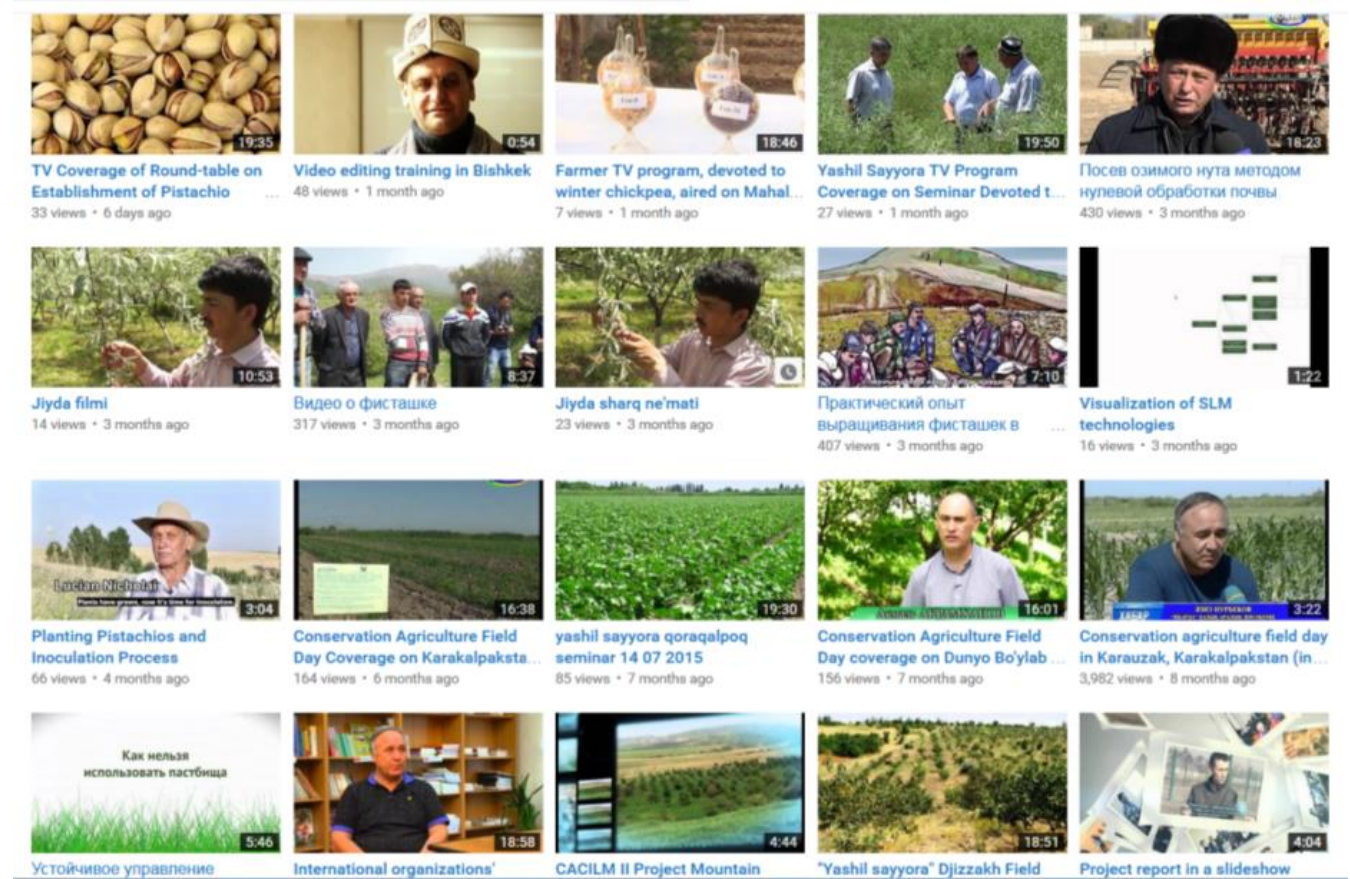 19:35
0:54
18:46
19:50
18:23
TV Coverage of Round-table on
Establishment of Pistachio ...
33 views • 6 days ago
Video editing training in Bishkek
48 views • 1 month ago
Farmer TV program, devoted to
winter chickpea, aired on Mahal...
7 views • 1 month ago
Yashil Sayyora TV Program
Coverage on Seminar Devoted t...
27 views • 1 month ago
Посев озимого нута методом
нулевой обработки почвы
430 views • 3 months ago
10:53
8:37
7:10
1:22
Jiyda filmi
14 views • 3 months ago
Видео о фисташке
317 views • 3 months ago
Jiyda sharq ne'mati
23 views • 3 months ago
Практический опыт
выращивания фисташек в ...
407 views • 3 months ago
Visualization of SLM
technologies
16 views • 3 months ago
Lucian Nicholai
Plants have grown, now it's time for inoculation
3:04
16:38
19:30
16:01
ХАБАР
3:22
Planting Pistachios and
Inoculation Process
66 views • 4 months ago
Conservation Agriculture Field
Day Coverage on Karakalpaksta...
164 views • 6 months ago
yashil sayyora qoraqalpoq
seminar 14 07 2015
85 views • 7 months ago
Conservation Agriculture Field
Day coverage on Dunyo Bo'ylab ...
156 views • 7 months ago
Conservation agriculture field day
in Karauzak, Karakalpakstan (in...
3,982 views • 8 months ago
Как нельзя
использовать пастбища
5:46
18:58
4:44
18:51
4:04
Устойчивое управление
International organizations'
CACILM II Project Mountain
"Yashil sayyora" Djizzakh Field
Project report in a slideshow